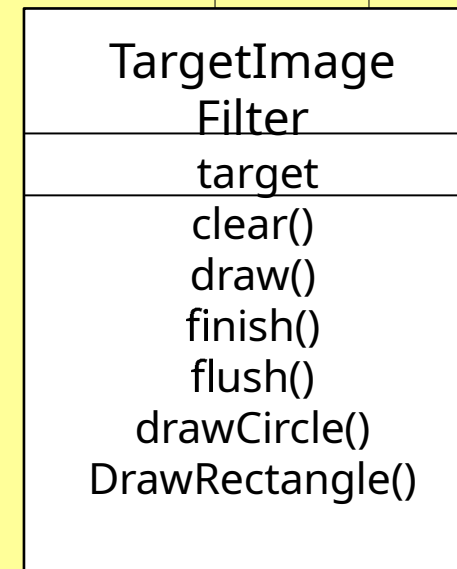 TargetImage
Filter
target
clear()
draw()
finish()
flush()
drawCircle()
DrawRectangle()